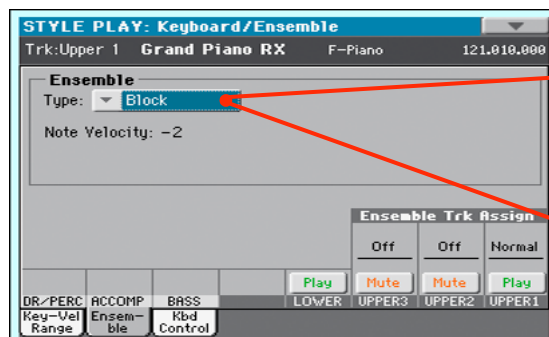 STYLE PLAY: Keyboard/Ensemble
Trk:Upper 1 Grand Piano RX F-Piano 121.010.000
Ensemble
Type: Block
Note Velocity: -2
Ensemble Trk Assign
Off Off Normal
Play Mute Mute Play
DR/PERC ACCOMP BASS LOWER UPPER3 UPPER2 UPPER1
Key-Vel Range Ensem-ble Kbd Control